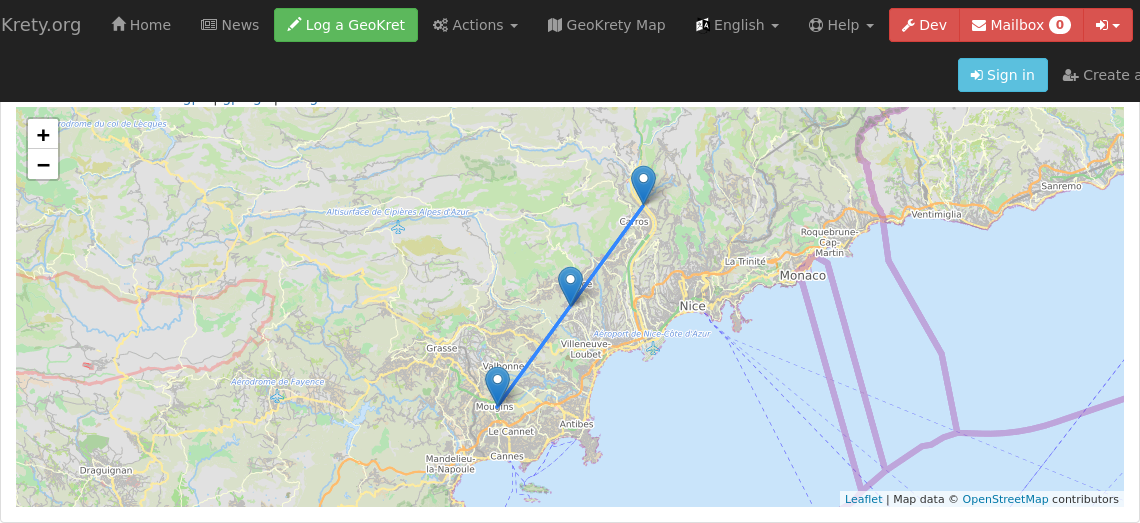 Krety.org Home News Log a GeoKret Actions GeoKrety Map English Help Dev Mailbox 0
Sign in Create a
+
−
Aérodrome du col de Lècques
Altisurface de Cipières Alpes-d'Azur
Carros
Sanremo
Ventimiglia
Roquebrune-
Cap-
Martin
La Trinité
Monaco
Nice
Aéroport de Nice-Côte d'Azur
Villeneuve-
Loubet
Grasse
Valbonne
Aérodrome de Fayence
Mougins
Le Cannet
Antibes
Cannes
Mandelieu-
la-Napoule
Draguignan
Leaflet | Map data © OpenStreetMap contributors